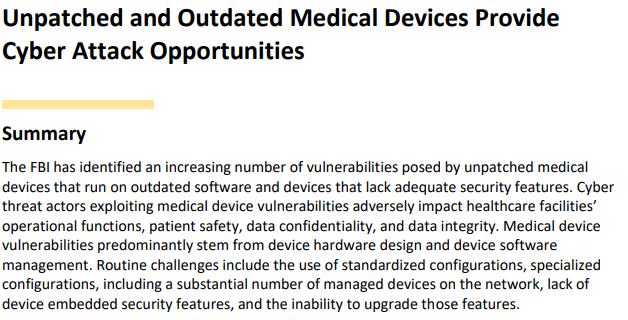 Unpatched and Outdated Medical Devices Provide
Cyber Attack Opportunities
Summary
The FBI has identified an increasing number of vulnerabilities posed by unpatched medical
devices that run on outdated software and devices that lack adequate security features. Cyber
threat actors exploiting medical device vulnerabilities adversely impact healthcare facilities’
operational functions, patient safety, data confidentiality, and data integrity. Medical device
vulnerabilities predominantly stem from device hardware design and device software
management. Routine challenges include the use of standardized configurations, specialized
configurations, including a substantial number of managed devices on the network, lack of
device embedded security features, and the inability to upgrade those features.